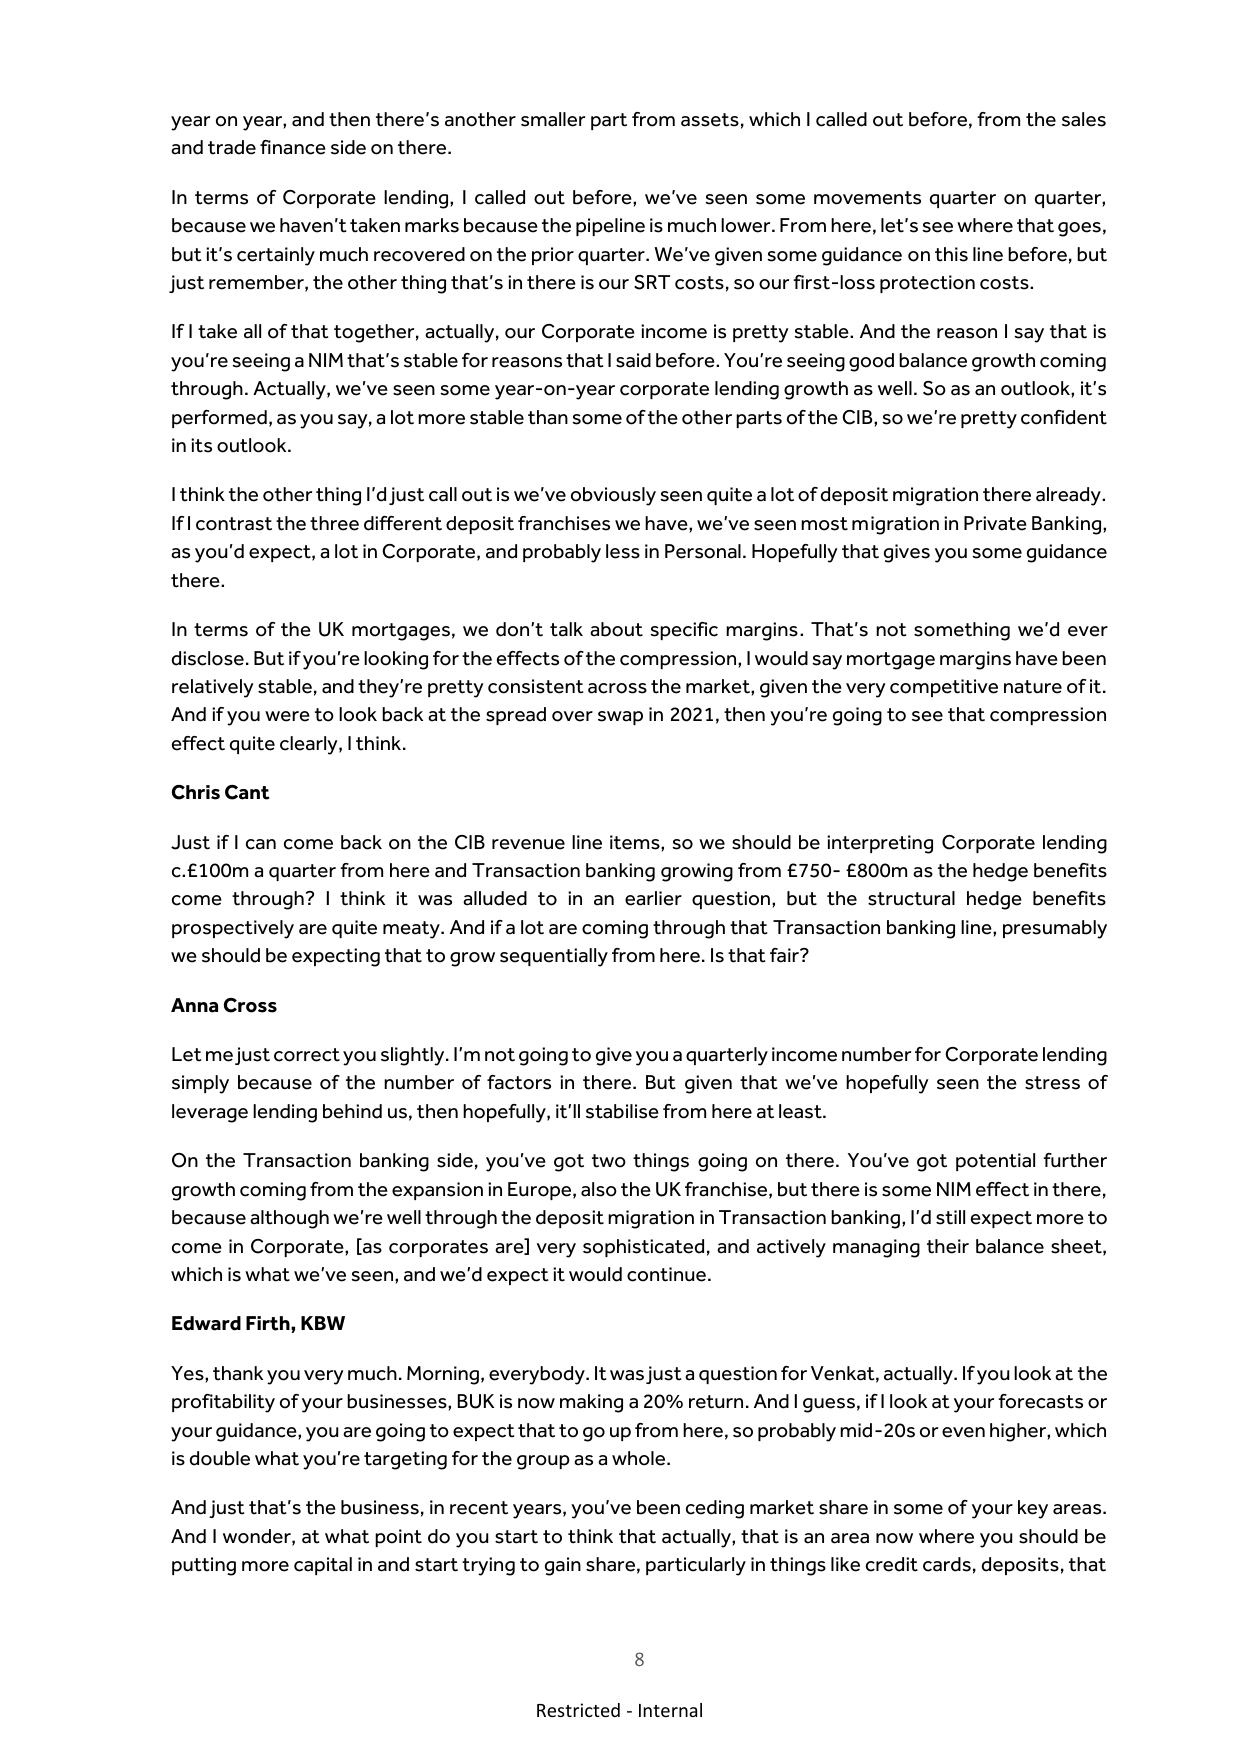 year on year, and then there's another smaller part from assets, which I called out before, from the sales
and trade finance side on there.
In terms of Corporate lending, I called out before, we've seen some movements quarter on quarter,
because we haven't taken marks because the pipeline is much lower. From here, let's see where that goes,
but it's certainly much recovered on the prior quarter. We've given some guidance on this line before, but
just remember, the other thing that's in there is our SRT costs, so our first-loss protection costs.
If I take all of that together, actually, our Corporate income is pretty stable. And the reason I say that is
you're seeing a NIM that's stable for reasons that I said before. You're seeing good balance growth coming
through. Actually, we've seen some year-on-year corporate lending growth as well. So as an outlook, it's
performed, as you say, a lot more stable than some of the other parts of the CIB, so we're pretty confident
in its outlook.
I think the other thing I'd just call out is we've obviously seen quite a lot of deposit migration there already.
If I contrast the three different deposit franchises we have, we've seen most migration in Private Banking,
as you'd expect, a lot in Corporate, and probably less in Personal. Hopefully that gives you some guidance
there.
In terms of the UK mortgages, we don't talk about specific margins. That's not something we'd ever
disclose. But if you're looking for the effects of the compression, I would say mortgage margins have been
relatively stable, and they're pretty consistent across the market, given the very competitive nature of it.
And if you were to look back at the spread over swap in 2021, then you're going to see that compression
effect quite clearly, I think.
Chris Cant
Just if I can come back on the CIB revenue line items, so we should be interpreting Corporate lending
c.£100m a quarter from here and Transaction banking growing from £750- £800m as the hedge benefits
come through? I think it was alluded to in an earlier question, but the structural hedge benefits
prospectively are quite meaty. And if a lot are coming through that Transaction banking line, presumably
we should be expecting that to grow sequentially from here. Is that fair?
Anna Cross
Let me just correct you slightly. I'm not going to give you a quarterly income number for Corporate lending
simply because of the number of factors in there. But given that we've hopefully seen the stress of
leverage lending behind us, then hopefully, it'll stabilise from here at least.
On the Transaction banking side, you've got two things going on there. You've got potential further
growth coming from the expansion in Europe, also the UK franchise, but there is some NIM effect in there,
because although we're well through the deposit migration in Transaction banking, I'd still expect more to
come in Corporate, [as corporates are] very sophisticated, and actively managing their balance sheet,
which is what we've seen, and we'd expect it would continue.
Edward Firth, KBW
Yes, thank you very much. Morning, everybody. It was just a question for Venkat, actually. If you look at the
profitability of your businesses, BUK is now making a 20% return. And I guess, if I look at your forecasts or
your guidance, you are going to expect that to go up from here, so probably mid-20s or even higher, which
is double what you're targeting for the group as a whole.
And just that's the business, in recent years, you've been ceding market share in some of your key areas.
And I wonder, at what point do you start to think that actually, that is an area now where you should be
putting more capital in and start trying to gain share, particularly in things like credit cards, deposits, that
8
Restricted - Internal